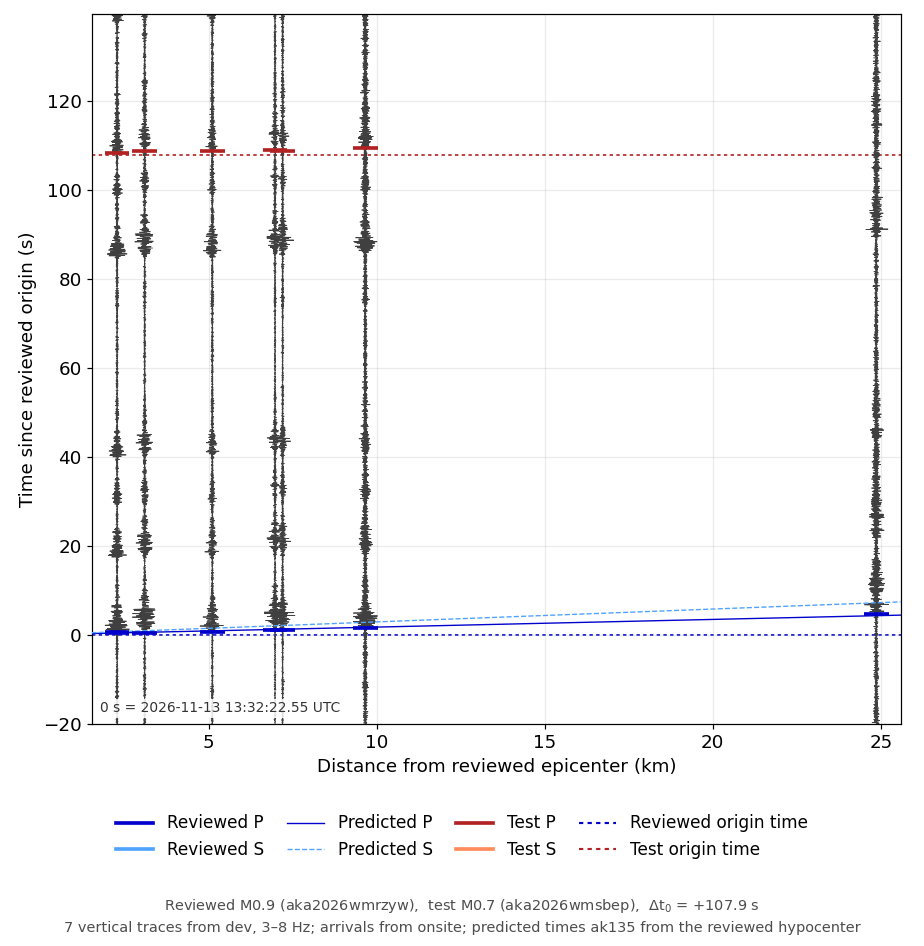 120
100
80
60
40
20
0
−20
Time since reviewed origin (s)
0 s = 2026-11-13 13:32:22.55 UTC
5 10 15 20 25
Distance from reviewed epicenter (km)
Reviewed P Predicted P Test P Reviewed origin time
Reviewed S Predicted S Test S Test origin time
Reviewed M0.9 (aka2026wmrzyw), test M0.7 (aka2026wmsbep), Δt₀ = +107.9 s
7 vertical traces from dev, 3–8 Hz; arrivals from onsite; predicted times ak135 from the reviewed hypocenter